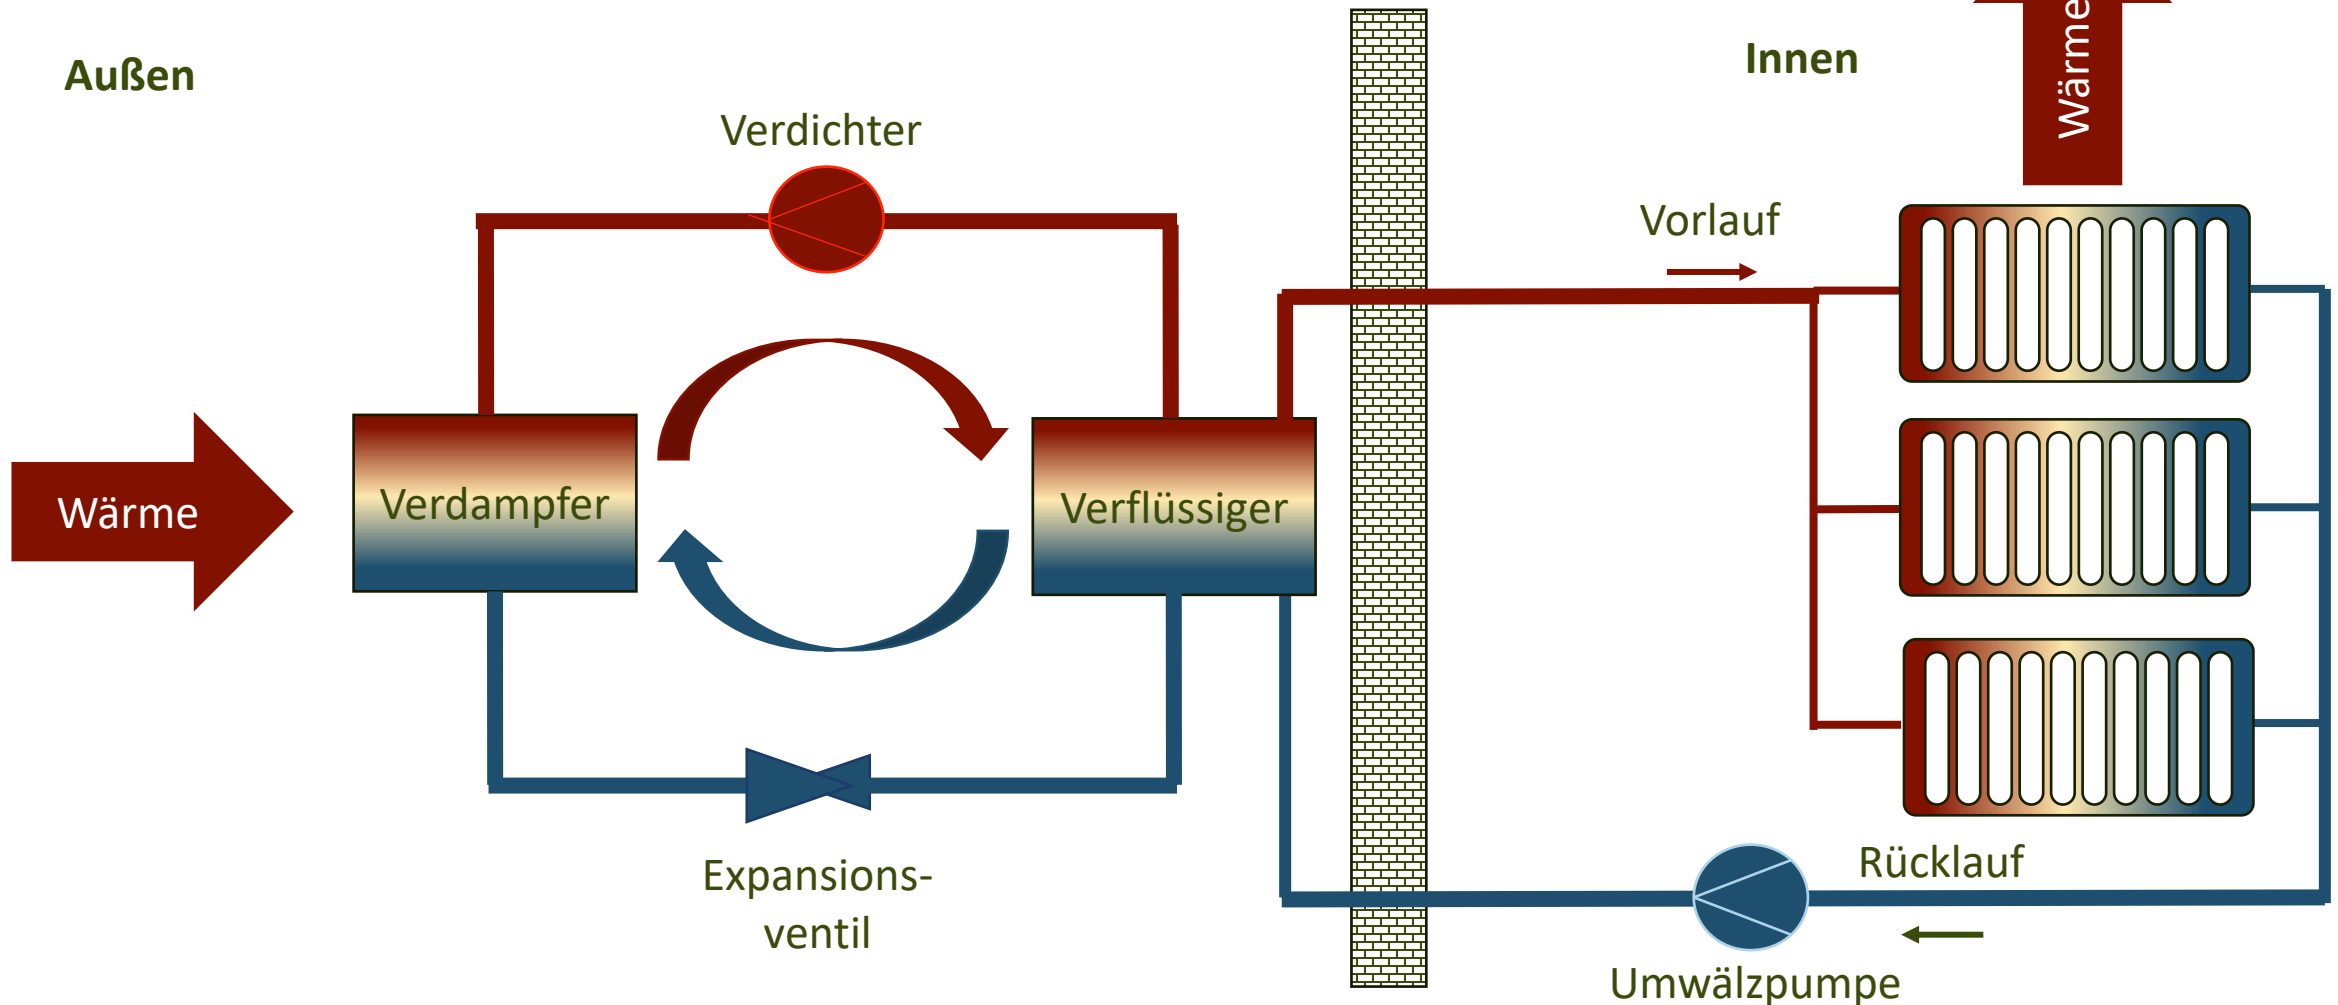 Außen
Innen
Wärme
Verdichter
Vorlauf
Wärme
Verdampfer
Verflüssiger
Expansions-
ventil
Rücklauf
Umwälzpumpe